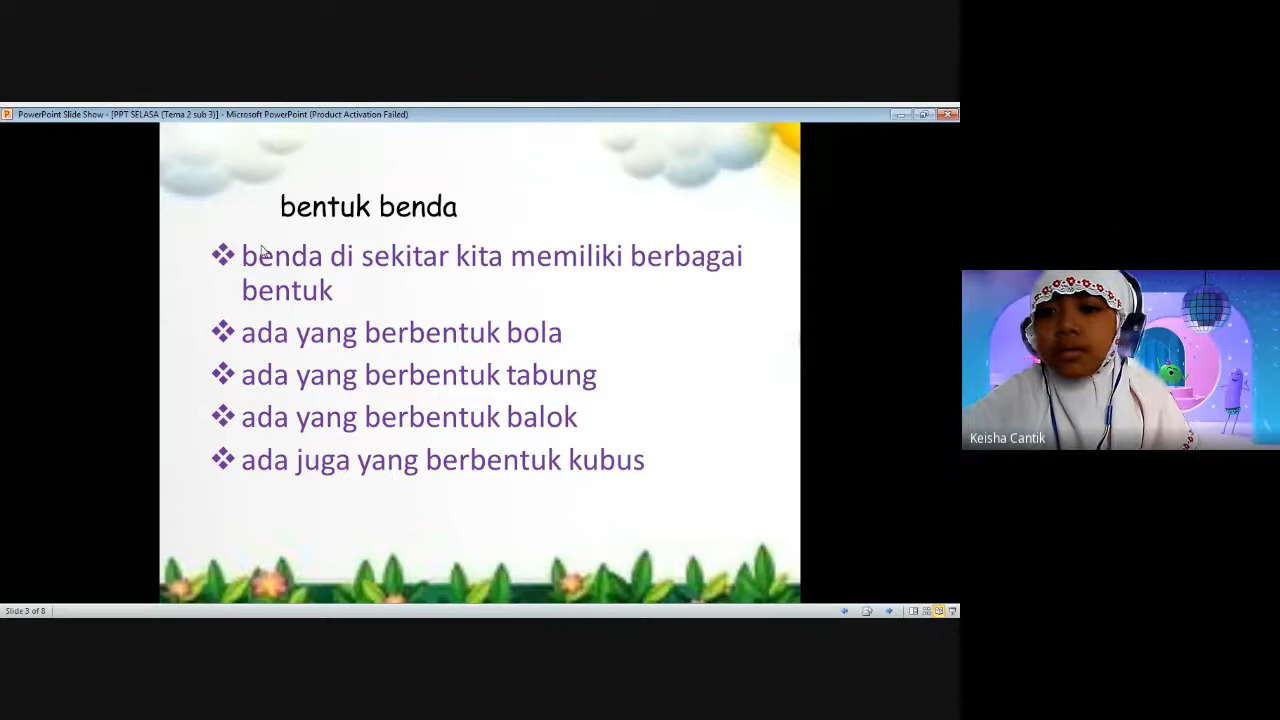 PowerPoint Slide Show - [PPT SELASA (Tema 2 sub 3)] - Microsoft PowerPoint (Product Activation Failed)
bentuk benda
❖ benda di sekitar kita memiliki berbagai
bentuk
❖ ada yang berbentuk bola
❖ ada yang berbentuk tabung
❖ ada yang berbentuk balok
❖ ada juga yang berbentuk kubus
Keisha Cantik
Slide 3 of 8